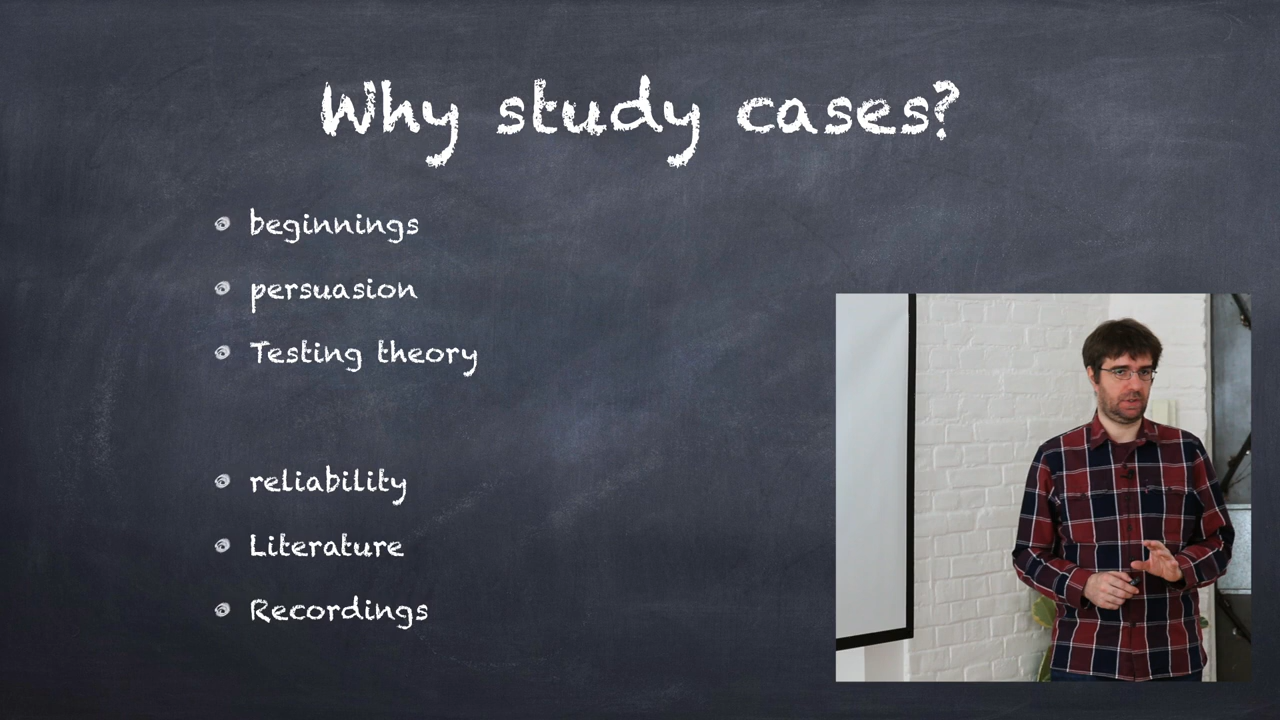 Why study cases?
beginnings
persuasion
Testing theory
reliability
Literature
Recordings